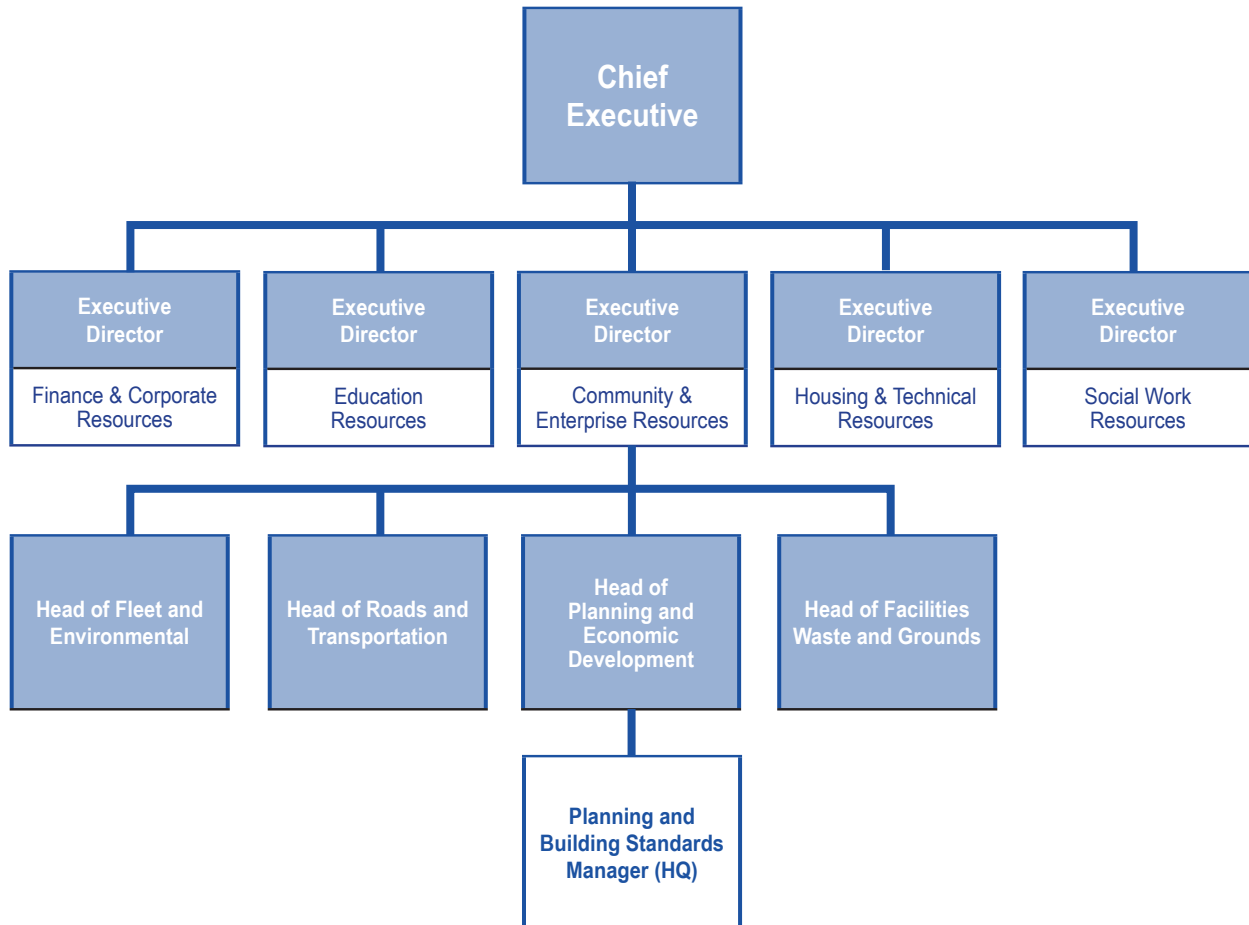 Chief
Executive
Executive
Director
Finance & Corporate
Resources
Executive
Director
Education
Resources
Executive
Director
Community &
Enterprise Resources
Executive
Director
Housing & Technical
Resources
Executive
Director
Social Work
Resources
Head of Fleet and
Environmental
Head of Roads and
Transportation
Head of
Planning and
Economic
Development
Head of Facilities
Waste and Grounds
Planning and
Building Standards
Manager (HQ)